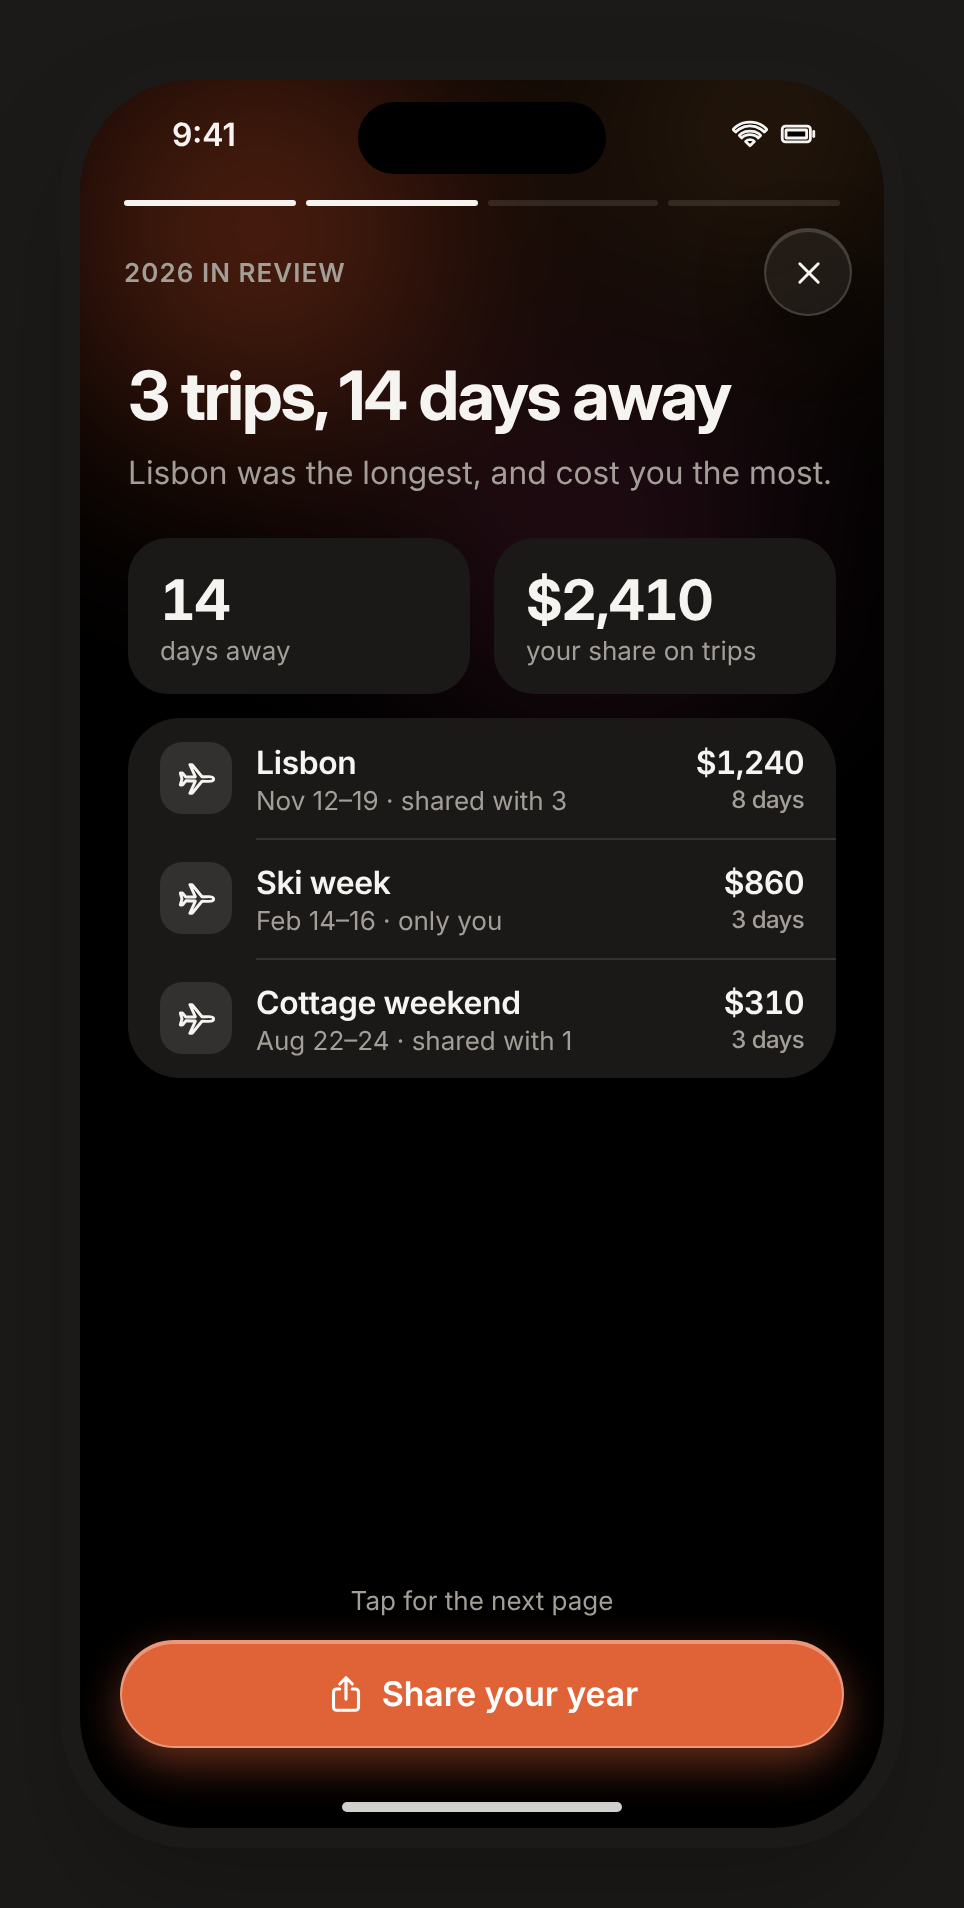 9:41
2026 IN REVIEW
3 trips, 14 days away
Lisbon was the longest, and cost you the most.
14
days away
$2,410
your share on trips
Lisbon
$1,240
Nov 12–19 · shared with 3
8 days
Ski week
$860
Feb 14–16 · only you
3 days
Cottage weekend
$310
Aug 22–24 · shared with 1
3 days
Tap for the next page
Share your year